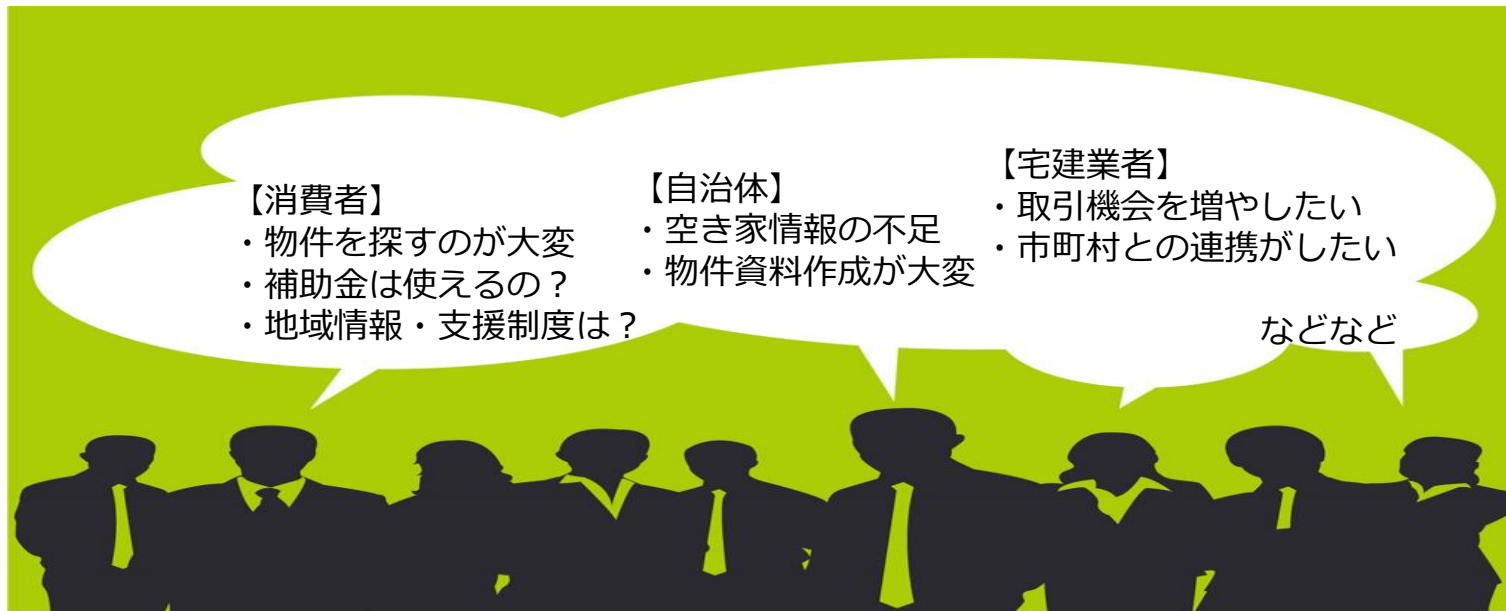 【消費者】
・物件を探すのが大変
・補助金は使えるの？
・地域情報・支援制度は？
【自治体】
・空き家情報の不足
・物件資料作成が大変
【宅建業者】
・取引機会を増やしたい
・市町村との連携がしたい
などなど